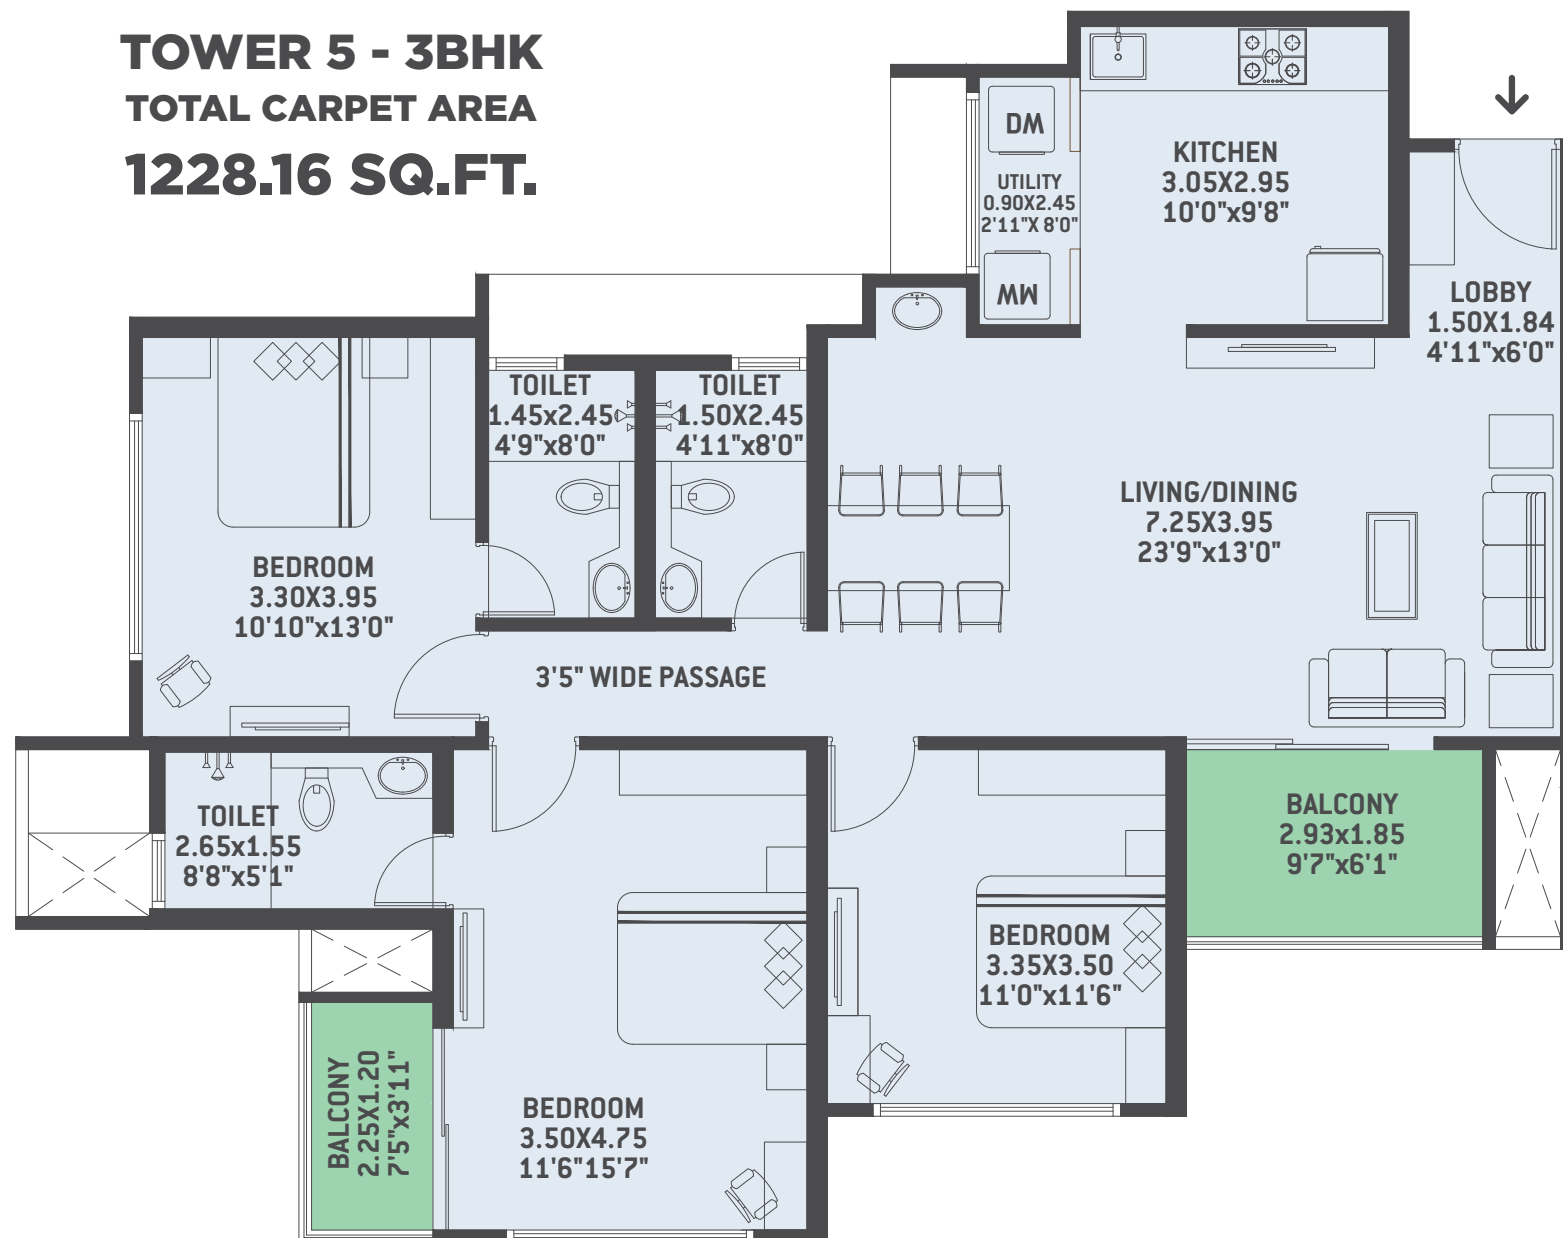 TOWER 5 - 3BHK
TOTAL CARPET AREA
1228.16 SQ.FT.
DM
UTILITY
0.90X2.45
2'11"X 8'0"
MW
KITCHEN
3.05X2.95
10'0"x9'8"
LOBBY
1.50X1.84
4'11"x6'0"
TOILET
1.45x2.45
4'9"x8'0"
TOILET
1.50X2.45
4'11"x8'0"
LIVING/DINING
7.25X3.95
23'9"x13'0"
BEDROOM
3.30X3.95
10'10"x13'0"
3'5" WIDE PASSAGE
TOILET
2.65x1.55
8'8"x5'1"
BALCONY
2.93x1.85
9'7"x6'1"
BEDROOM
3.35X3.50
11'0"x11'6"
BALCONY
2.25X1.20
7'5"x3'11"
BEDROOM
3.50X4.75
11'6"15'7"